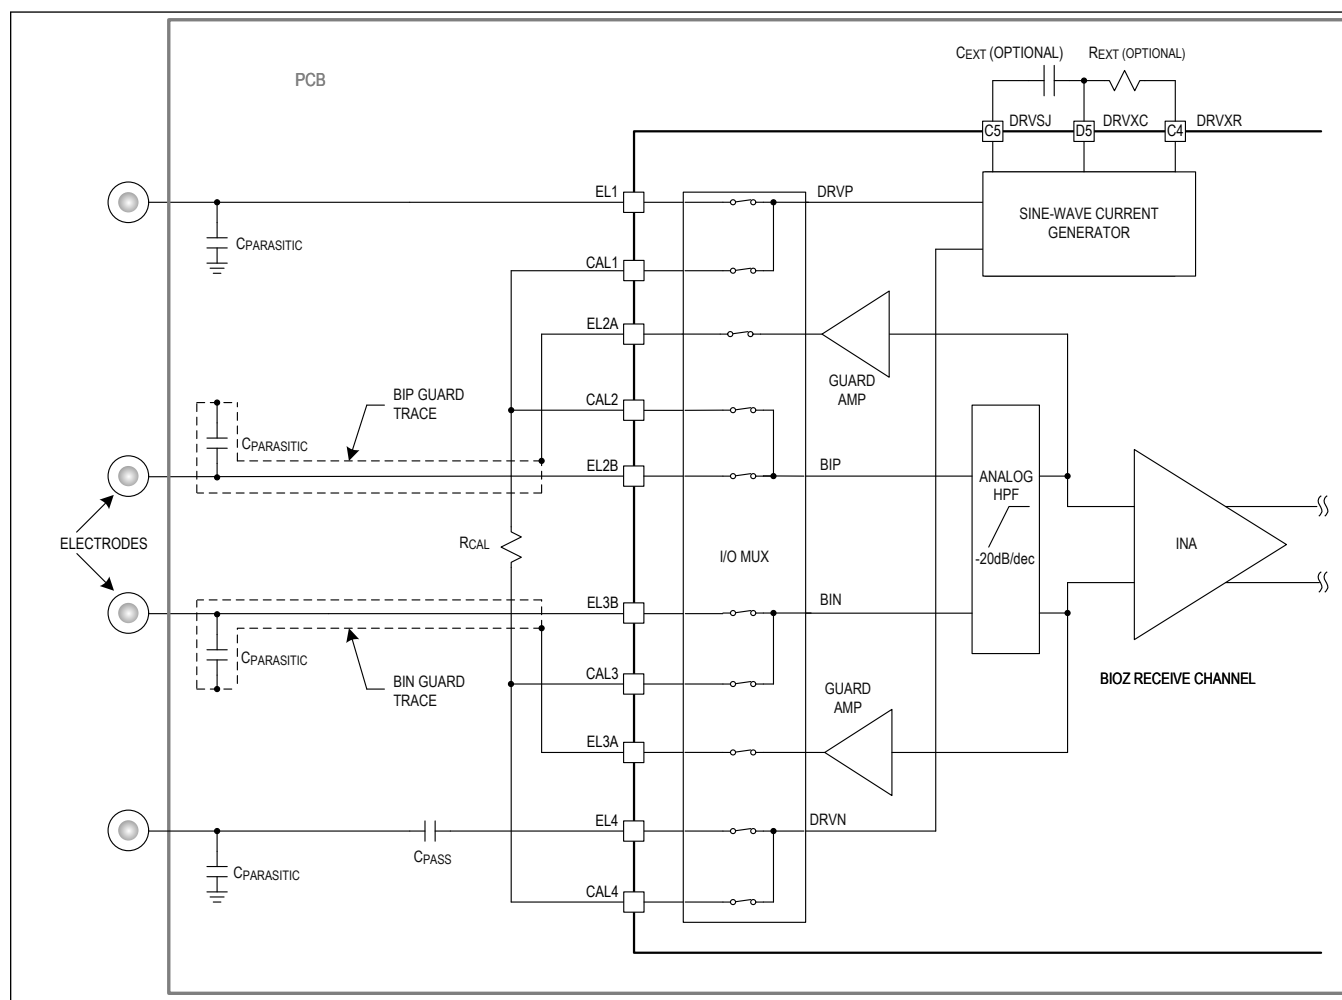 CEXT (OPTIONAL)
REXT (OPTIONAL)
PCB
C5
DRVSJ
D5
DRVXC
C4
DRVXR
EL1
DRVP
SINE-WAVE CURRENT
GENERATOR
CPARASITIC
CAL1
EL2A
BIP GUARD
TRACE
GUARD
AMP
CAL2
CPARASITIC
EL2B
BIP
ANALOG
HPF
-20dB/dec
ELECTRODES
RCAL
I/O MUX
INA
EL3B
BIN
CPARASITIC
BIN GUARD
TRACE
CAL3
GUARD
AMP
BIOZ RECEIVE CHANNEL
EL3A
EL4
DRVN
CPASS
CPARASITIC
CAL4